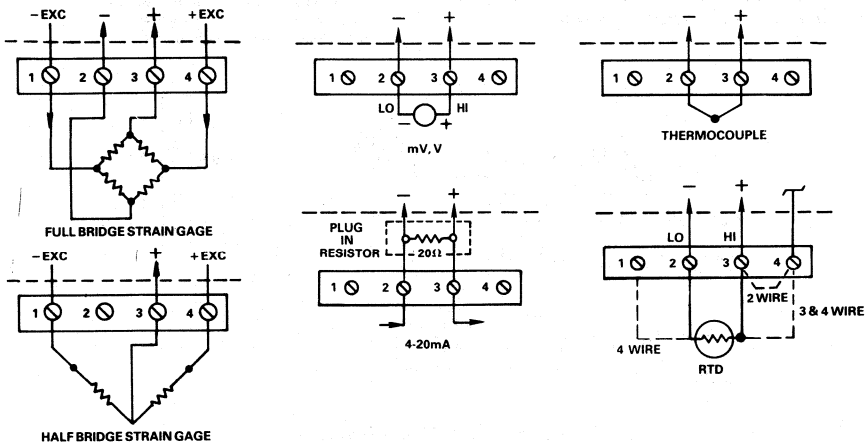 −EXC − + +EXC
1 2 3 4
FULL BRIDGE STRAIN GAGE
−EXC + +EXC
1 2 3 4
HALF BRIDGE STRAIN GAGE
− +
1 2 3 4
LO HI
− +
mV, V
− +
PLUG
IN
RESISTOR
20Ω
1 2 3 4
4-20mA
− +
1 2 3 4
THERMOCOUPLE
− +
LO HI
1 2 3 4
2 WIRE
3 & 4 WIRE
4 WIRE
RTD